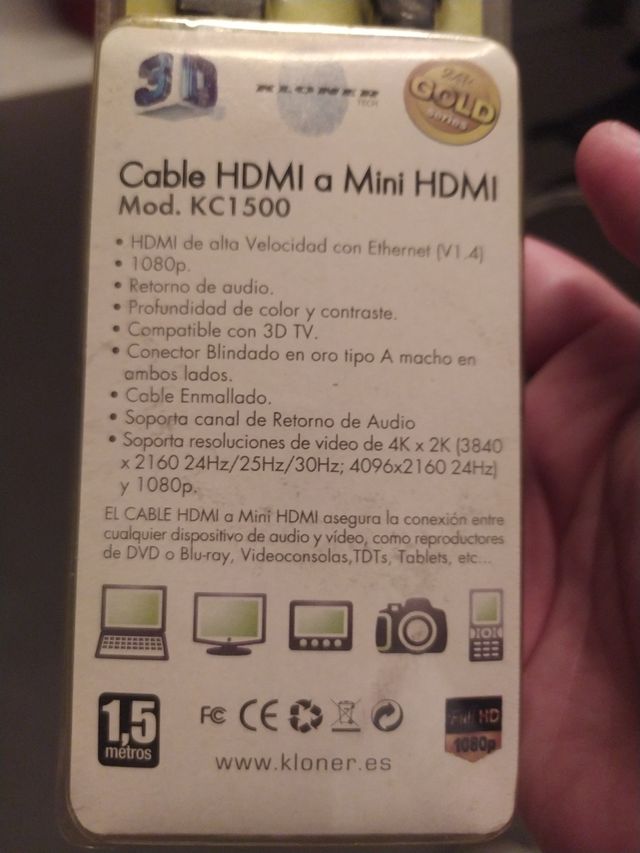 3D
KLONER
TECH
24K
GOLD
Series
Cable HDMI a Mini HDMI
Mod. KC1500
• HDMI de alta Velocidad con Ethernet (V1.4)
• 1080p.
• Retorno de audio.
• Profundidad de color y contraste.
• Compatible con 3D TV.
• Conector Blindado en oro tipo A macho en
ambos lados.
• Cable Enmallado.
• Soporta canal de Retorno de Audio
• Soporta resoluciones de video de 4K x 2K (3840
x 2160 24Hz/25Hz/30Hz; 4096x2160 24Hz)
y 1080p.
EL CABLE HDMI a Mini HDMI asegura la conexión entre
cualquier dispositivo de audio y vídeo, como reproductores
de DVD o Blu-ray, Videoconsolas,TDTs, Tablets, etc...
1,5
metros
FC CE
Full HD
1080p
www.kloner.es